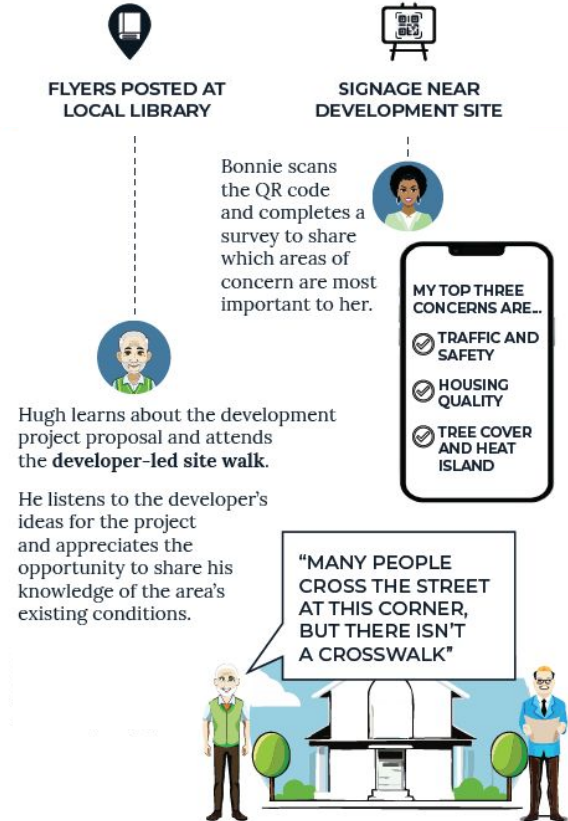 FLYERS POSTED AT
LOCAL LIBRARY
SIGNAGE NEAR
DEVELOPMENT SITE
Bonnie scans
the QR code
and completes a
survey to share
which areas of
concern are most
important to her.
MY TOP THREE
CONCERNS ARE...
TRAFFIC AND
SAFETY
HOUSING
QUALITY
TREE COVER
AND HEAT
ISLAND
Hugh learns about the development
project proposal and attends
the developer-led site walk.
He listens to the developer's
ideas for the project
and appreciates the
opportunity to share his
knowledge of the area's
existing conditions.
“MANY PEOPLE
CROSS THE STREET
AT THIS CORNER,
BUT THERE ISN'T
A CROSSWALK”